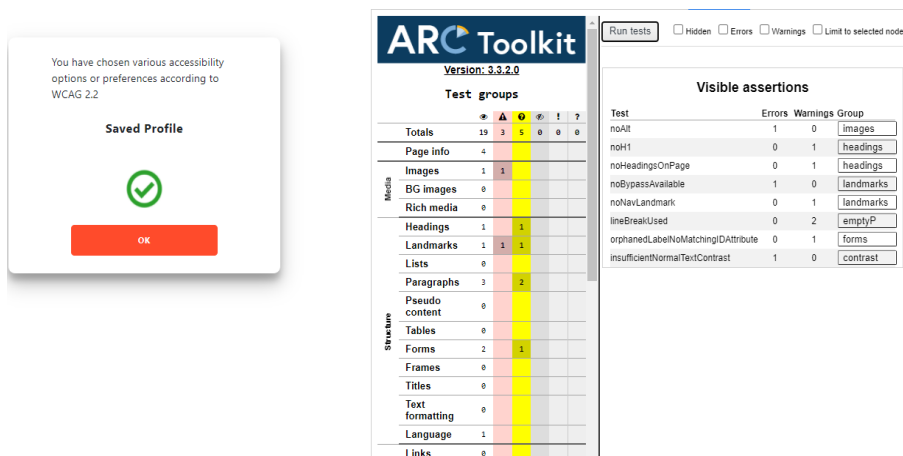 You have chosen various accessibility
options or preferences according to
WCAG 2.2
Saved Profile
OK
ARC Toolkit
Version: 3.3.2.0
Test groups
! ?
Totals 19 3 5 0 0 0
Page info 4
Media
Images 1 1
BG images 0
Rich media 0
Structure
Headings 1 1
Landmarks 1 1 1
Lists 0
Paragraphs 3 2
Pseudo
content 0
Tables 0
Forms 2 1
Frames 0
Titles 0
Text
formatting 0
Language 1
Links 0
Run tests Hidden Errors Warnings Limit to selected node
Visible assertions
Test Errors Warnings Group
noAlt 1 0 images
noH1 0 1 headings
noHeadingsOnPage 0 1 headings
noBypassAvailable 1 0 landmarks
noNavLandmark 0 1 landmarks
lineBreakUsed 0 2 emptyP
orphanedLabelNoMatchingIDAttribute 0 1 forms
insufficientNormalTextContrast 1 0 contrast